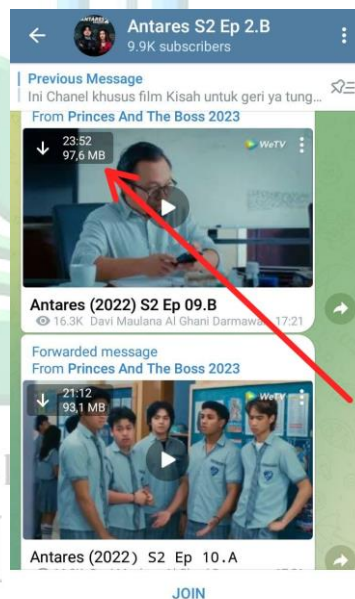 Antares S2 Ep 2.B
9.9K subscribers
Previous Message
Ini Chanel khusus film Kisah untuk geri ya tung...
From Princes And The Boss 2023
23:52
97,6 MB
WeTV
Antares (2022) S2 Ep 09.B
16.3K Davi Maulana Al Ghani Darmawan 17:21
Forwarded message
From Princes And The Boss 2023
21:12
93,1 MB
WeTV
Antares (2022) S2 Ep 10.A
JOIN